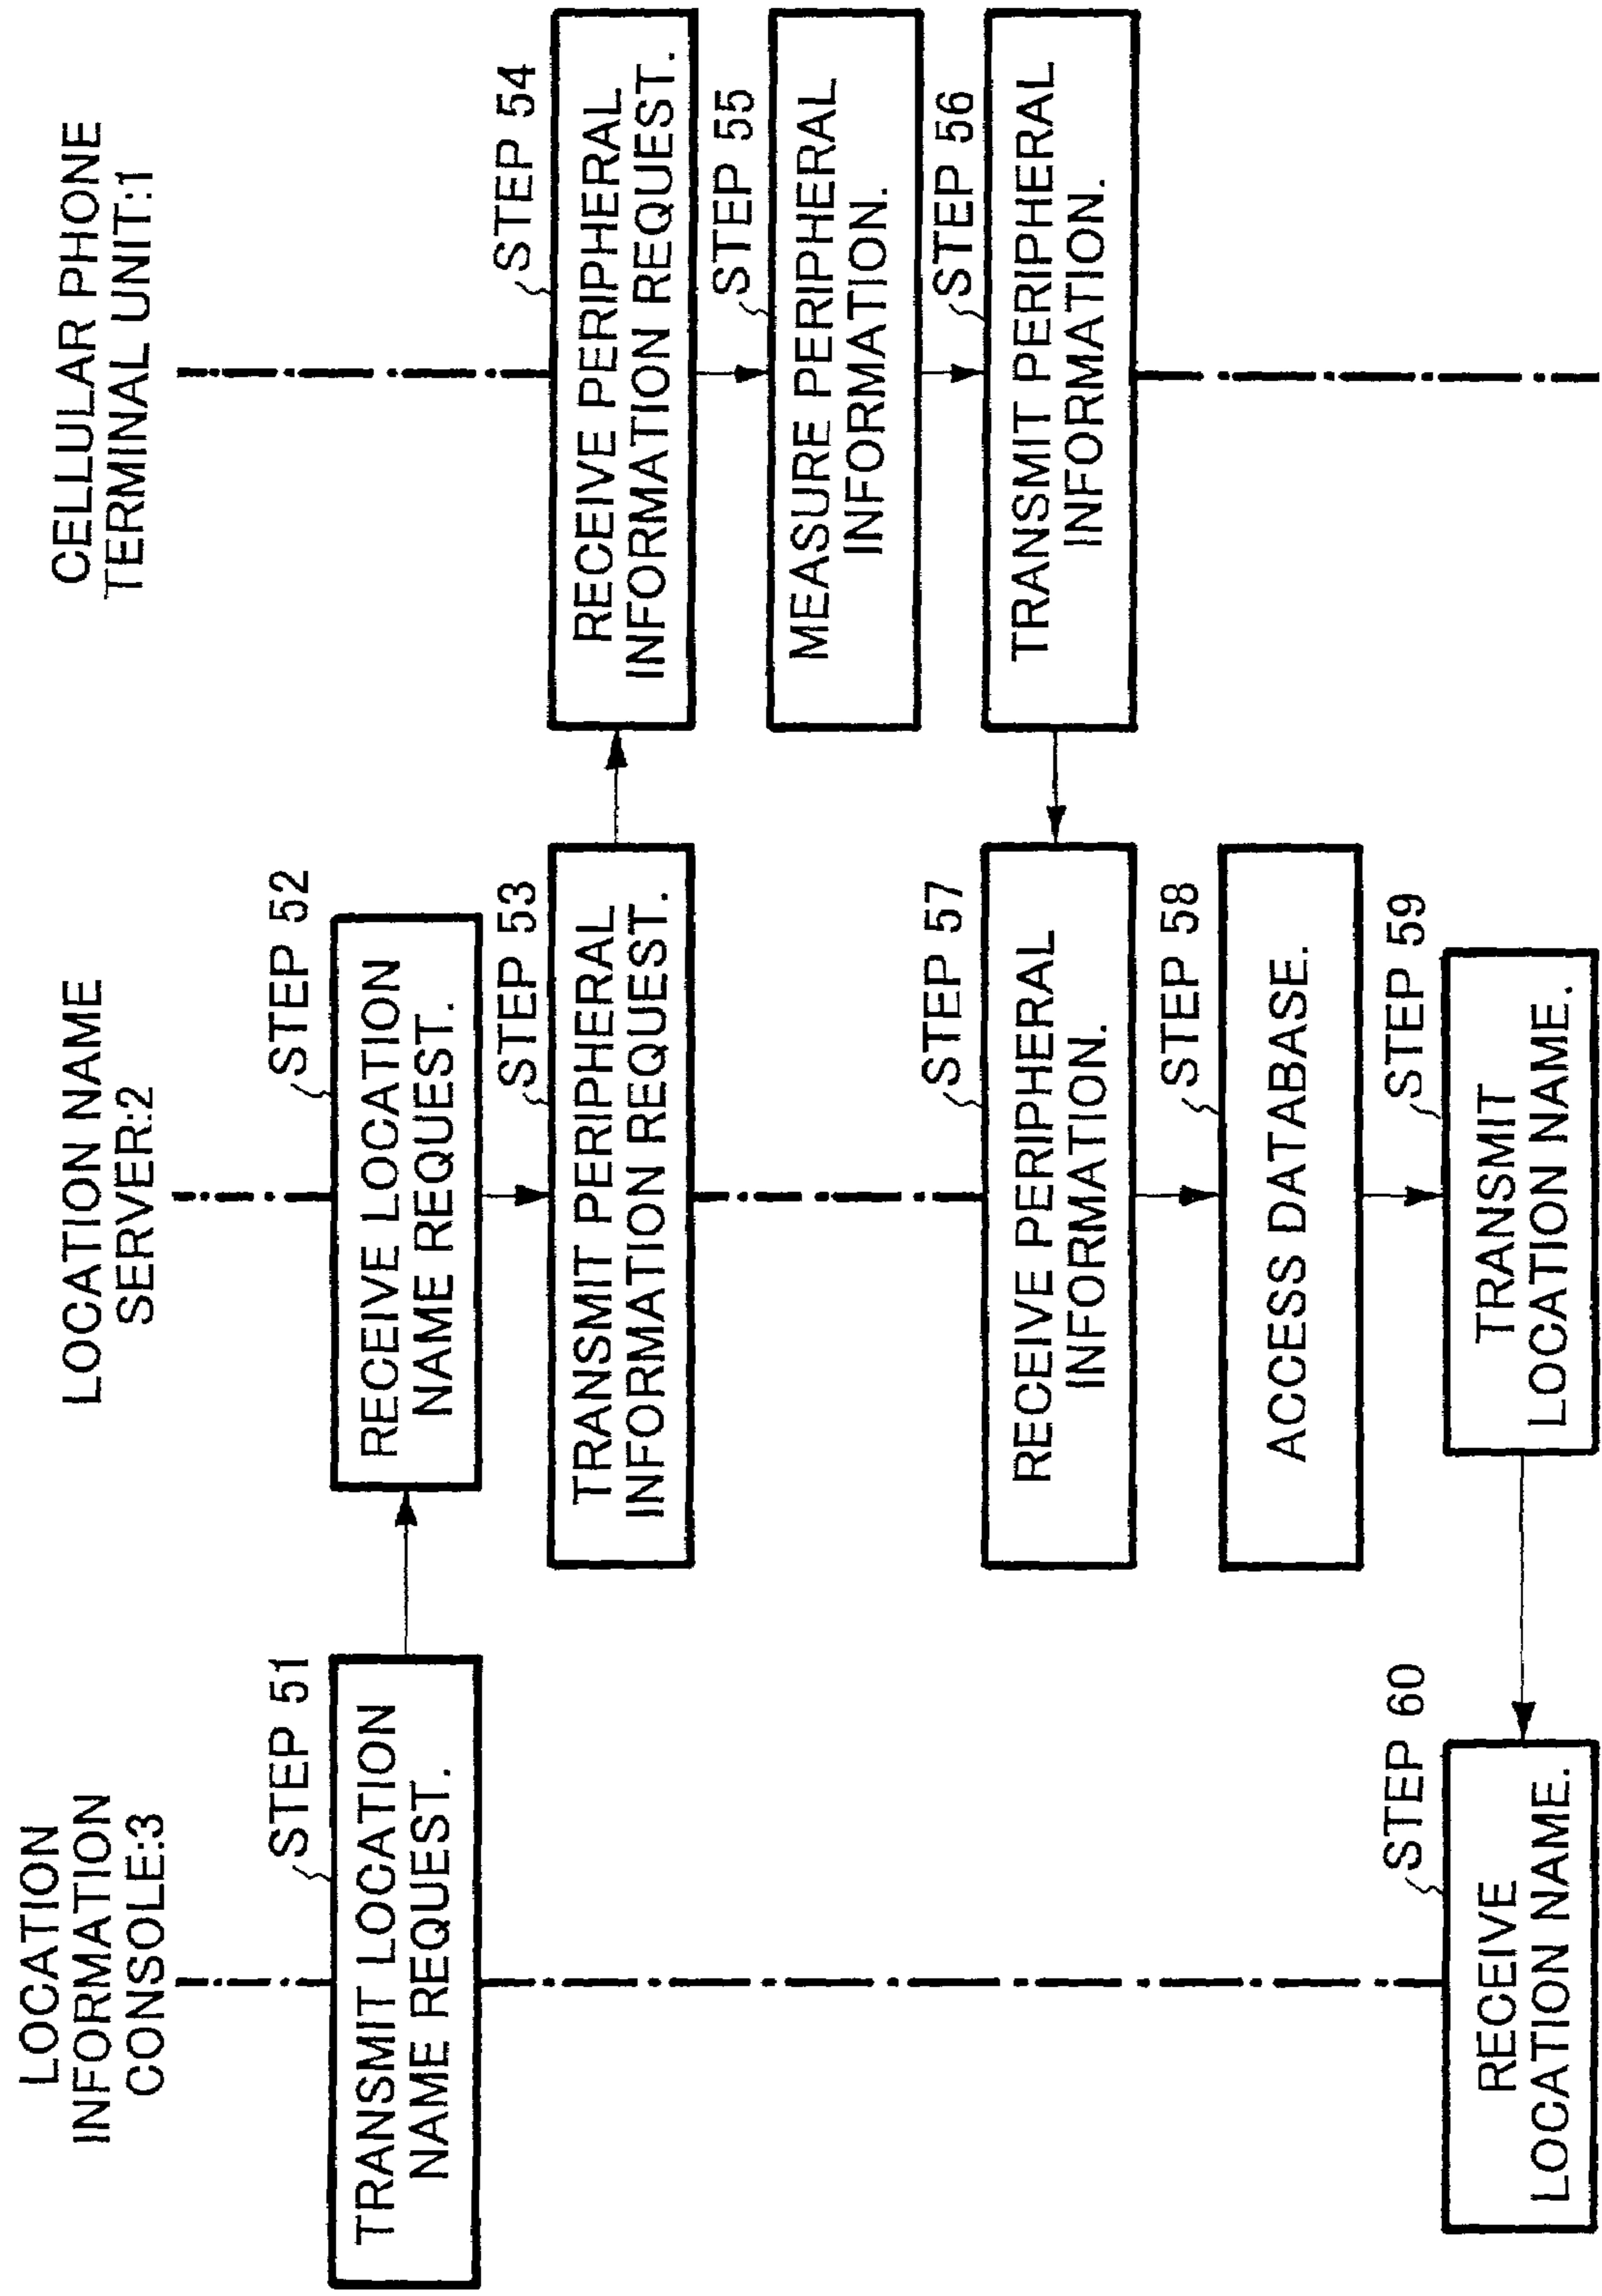 LOCATION
INFORMATION
CONSOLE:3
LOCATION NAME
SERVER:2
CELLULAR PHONE
TERMINAL UNIT:1
STEP 51
TRANSMIT LOCATION
NAME REQUEST.
STEP 52
RECEIVE LOCATION
NAME REQUEST.
STEP 53
TRANSMIT PERIPHERAL
INFORMATION REQUEST.
STEP 54
RECEIVE PERIPHERAL
INFORMATION REQUEST.
STEP 55
MEASURE PERIPHERAL
INFORMATION.
STEP 56
TRANSMIT PERIPHERAL
INFORMATION.
STEP 57
RECEIVE PERIPHERAL
INFORMATION.
STEP 58
ACCESS DATABASE.
STEP 59
TRANSMIT
LOCATION NAME.
STEP 60
RECEIVE
LOCATION NAME.